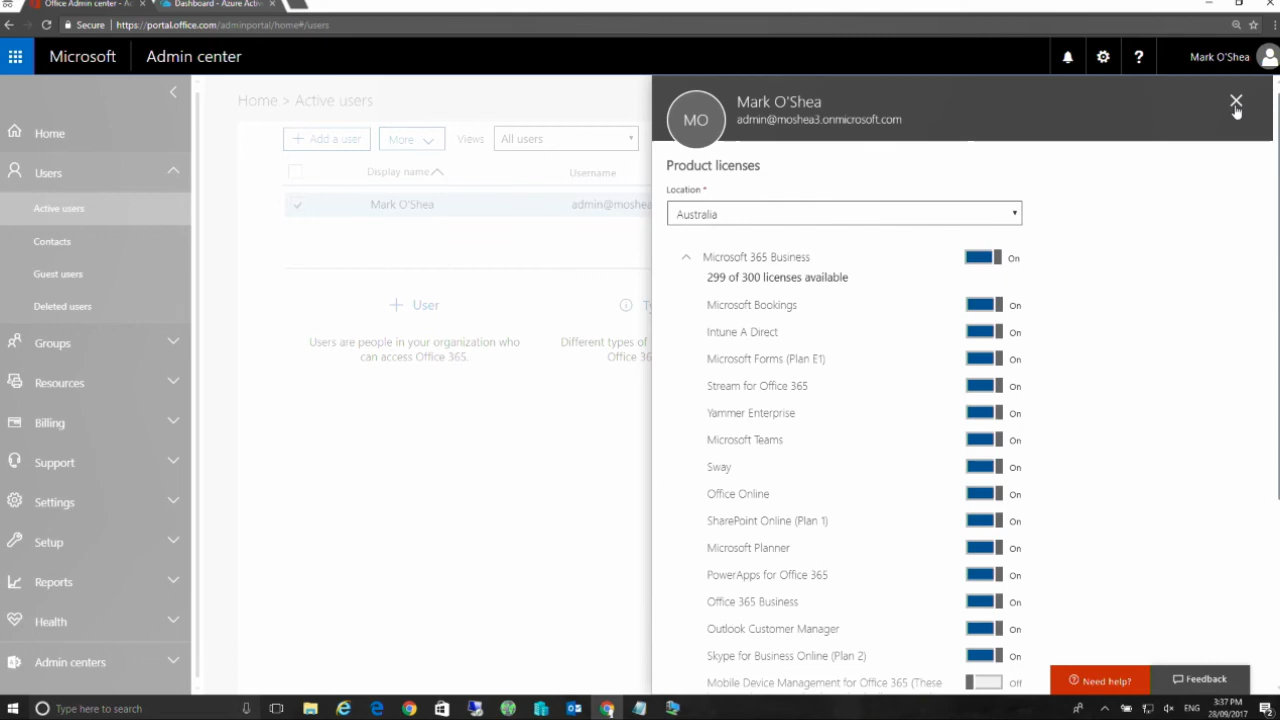 Office Admin center -
Dashboard - Azure Activ
Secure
https://portal.office.com/adminportal/home#/users
Microsoft
Admin center
Mark O'Shea
Home
Users
Active users
Contacts
Guest users
Deleted users
Groups
Resources
Billing
Support
Settings
Setup
Reports
Health
Admin centers
Home > Active users
+ Add a user
More
Views
All users
Display name
Username
Mark O'Shea
admin@moshea
+ User
Users are people in your organization who
can access Office 365.
Different types of
Office 36
MO
Mark O'Shea
admin@moshea3.onmicrosoft.com
Product licenses
Location *
Australia
Microsoft 365 Business On
299 of 300 licenses available
Microsoft Bookings On
Intune A Direct On
Microsoft Forms (Plan E1) On
Stream for Office 365 On
Yammer Enterprise On
Microsoft Teams On
Sway On
Office Online On
SharePoint Online (Plan 1) On
Microsoft Planner On
PowerApps for Office 365 On
Office 365 Business On
Outlook Customer Manager On
Skype for Business Online (Plan 2) On
Mobile Device Management for Office 365 (These Off
Need help?
Feedback
Type here to search
ENG
3:37 PM
28/09/2017